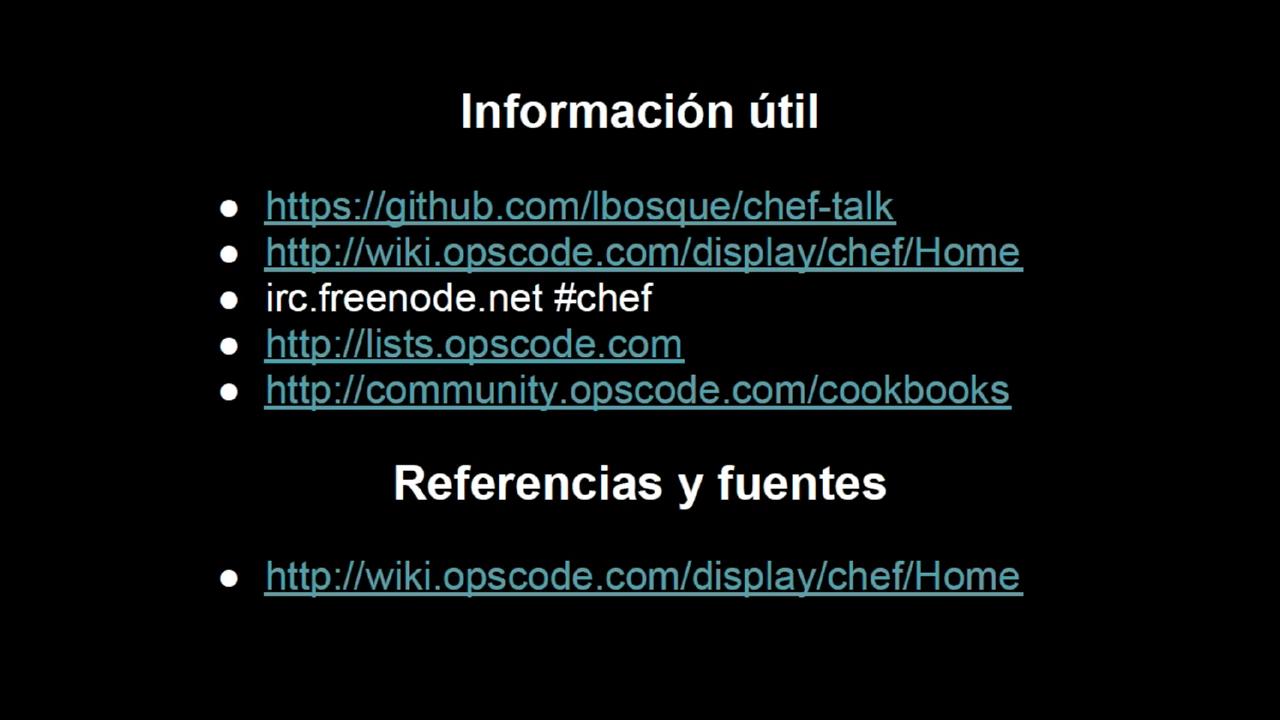 Información útil
● https://github.com/lbosque/chef-talk
● http://wiki.opscode.com/display/chef/Home
● irc.freenode.net #chef
● http://lists.opscode.com
● http://community.opscode.com/cookbooks
Referencias y fuentes
● http://wiki.opscode.com/display/chef/Home